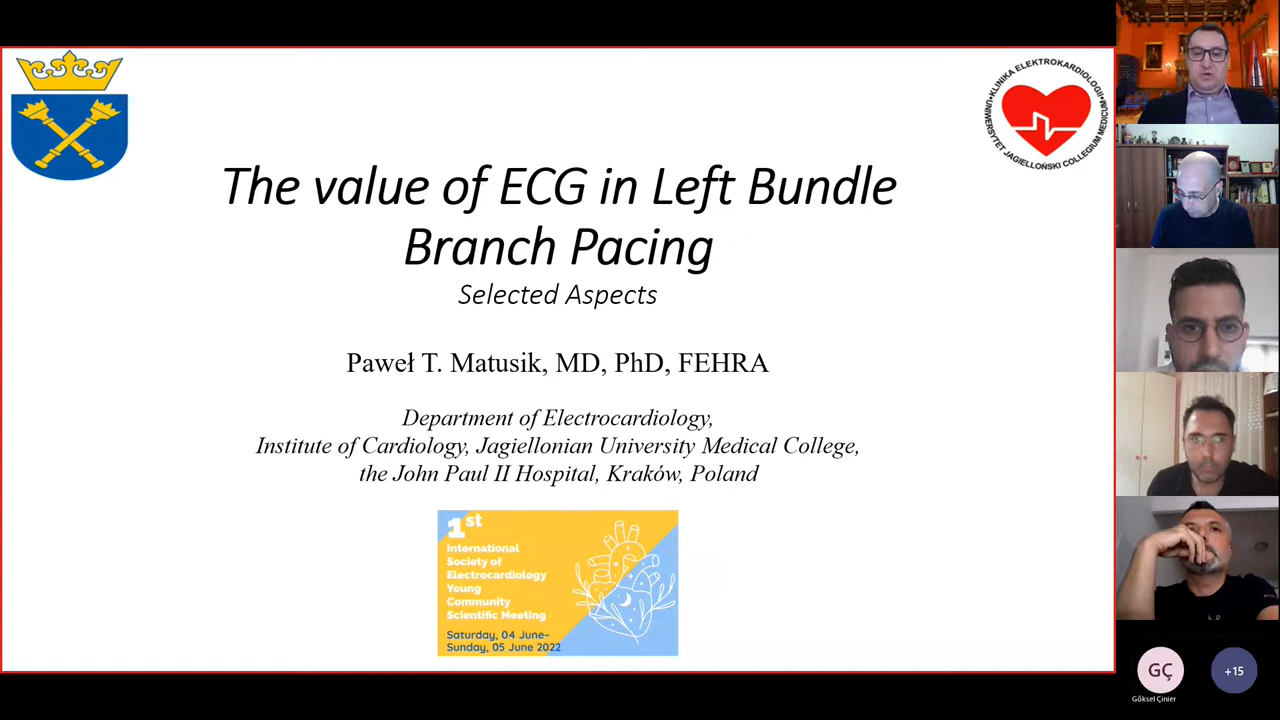 •KLINIKA ELEKTROKARDIOLOGII•
UNIWERSYTET JAGIELLOŃSKI COLLEGIUM MEDICUM
The value of ECG in Left Bundle
Branch Pacing
Selected Aspects
Paweł T. Matusik, MD, PhD, FEHRA
Department of Electrocardiology,
Institute of Cardiology, Jagiellonian University Medical College,
the John Paul II Hospital, Kraków, Poland
1st
International
Society of
Electrocardiology
Young
Community
Scientific Meeting
Saturday, 04 June–
Sunday, 05 June 2022
GÇ
+15
Göksel Çinier